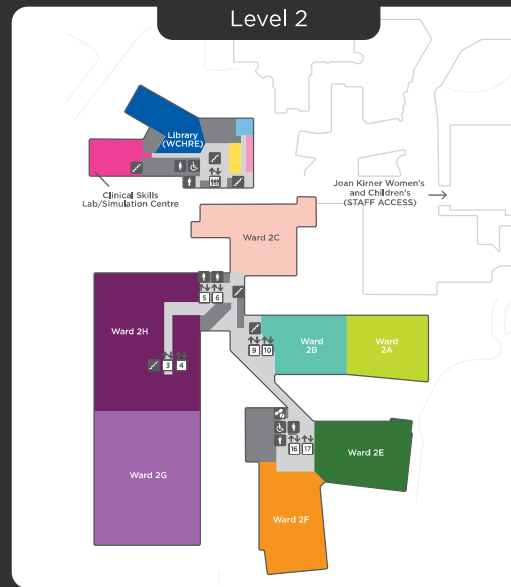 Level 2
Library
(WCHRE)
Clinical Skills
Lab/Simulation Centre
Joan Kirner Women's
and Children's
(STAFF ACCESS)
Ward 2C
5 6
Ward 2H
3 4
9 10
Ward
2B
Ward
2A
Ward 2G
16 17
Ward 2E
Ward 2F